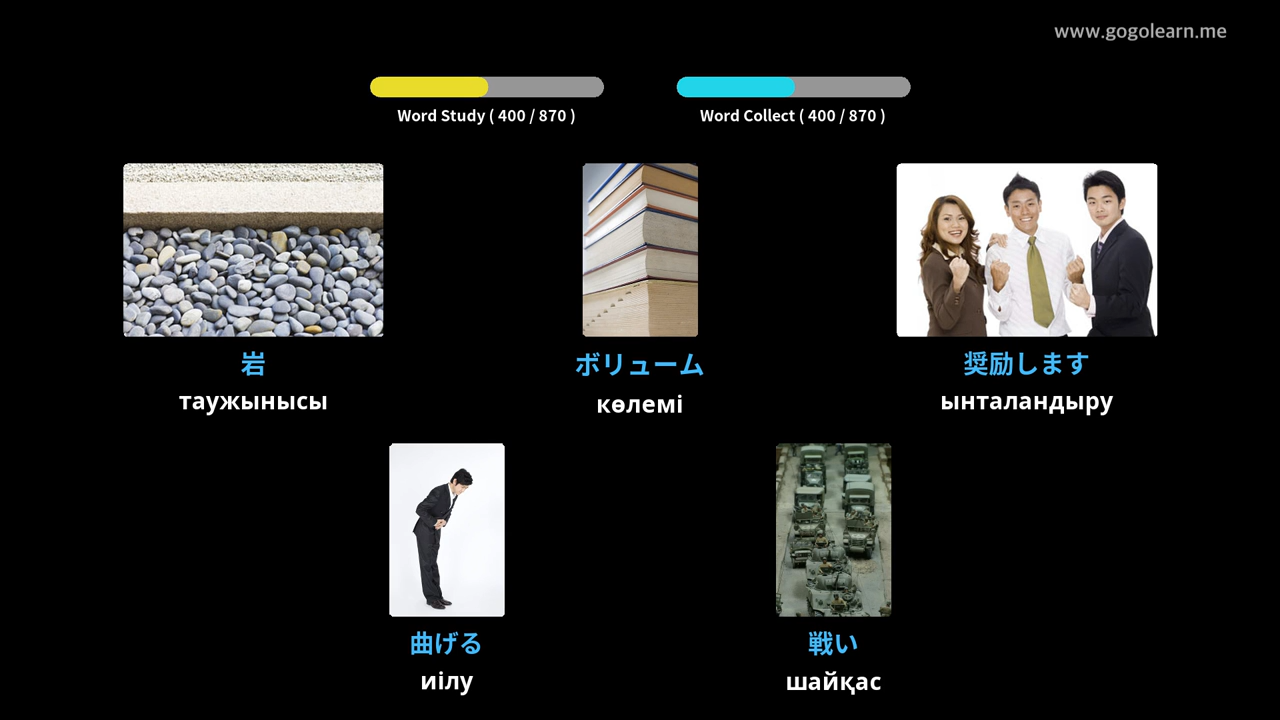 www.gogolearn.me
Word Study ( 400 / 870 )
Word Collect ( 400 / 870 )
岩
ボリューム
奨励します
таужынысы
көлемі
ынталандыру
曲げる
戦い
иілу
шайқас